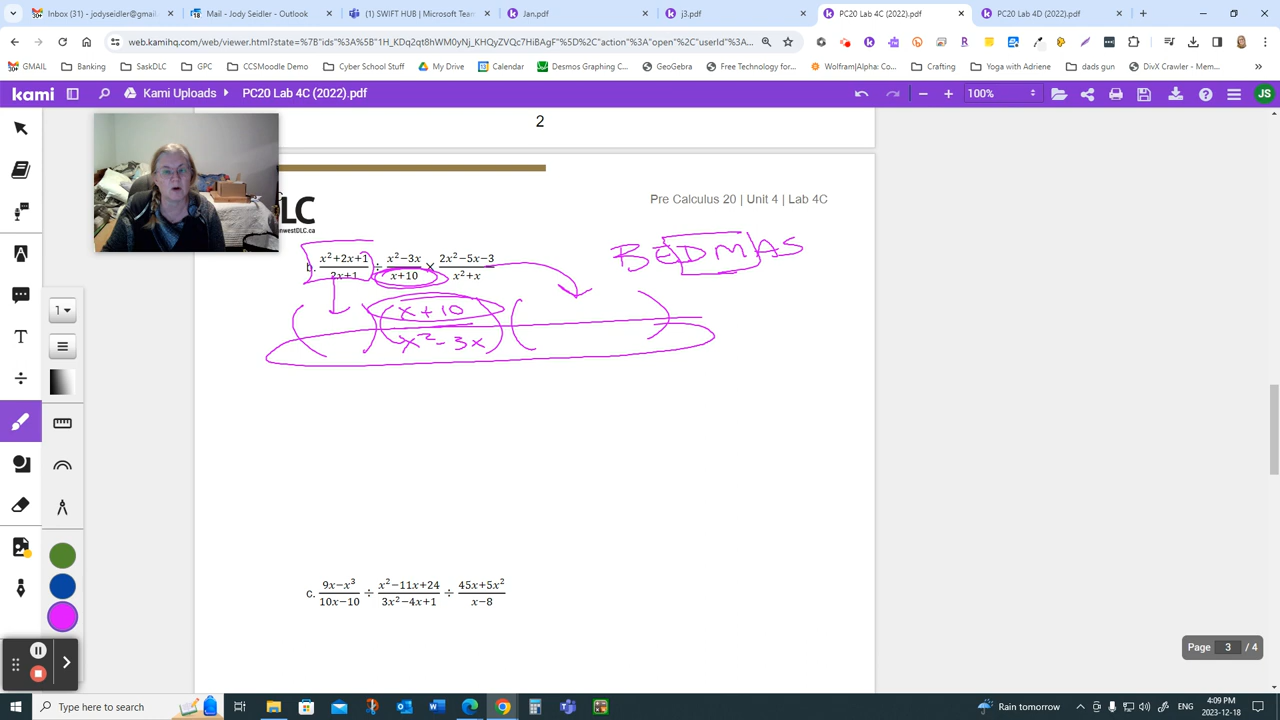 Inbox (31) - jodyseidler@gmail.
Mail - Jody Seidler - Outlook
(1) SWIFT HUB | Microsoft Team
Jan.pdf
j3.pdf
PC20 Lab 4C (2022).pdf
PC20 Lab 4D (2022).pdf
GMAIL
Banking
SaskDLC
GPC
CCSMoodle Demo...
Cyber School Stuff
My Drive
Calendar
Desmos Graphing C...
GeoGebra
Free Technology for...
Wolfram|Alpha: Co...
Crafting
Yoga with Adriene
dads gun
DivX Crawler - Mem...
kami
Kami Uploads
PC20 Lab 4C (2022).pdf
100%
JS
2
LC
nwestDLC.ca
Pre Calculus 20 | Unit 4 | Lab 4C
BEDMAS
b. x²+2x+1/2x+1 ÷ x²−3x/x+10 × 2x²−5x−3/x²+x
( ) (x+10/x²-3x) ( )
c. 9x−x³/10x−10 ÷ x²−11x+24/3x²−4x+1 ÷ 45x+5x²/x−8
1
Page 3 / 4
Type here to search
Rain tomorrow
ENG
4:09 PM
2023-12-18